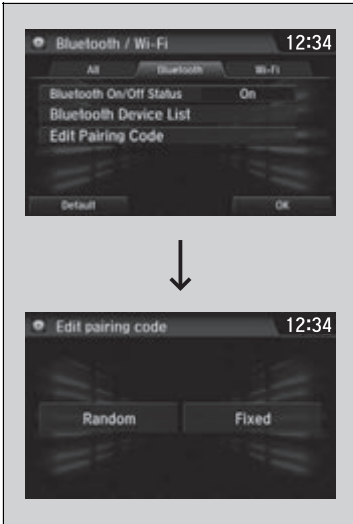 Bluetooth / Wi-Fi 12:34
All Bluetooth Wi-Fi
Bluetooth On/Off Status On
Bluetooth Device List
Edit Pairing Code
Default OK
Edit pairing code 12:34
Random Fixed